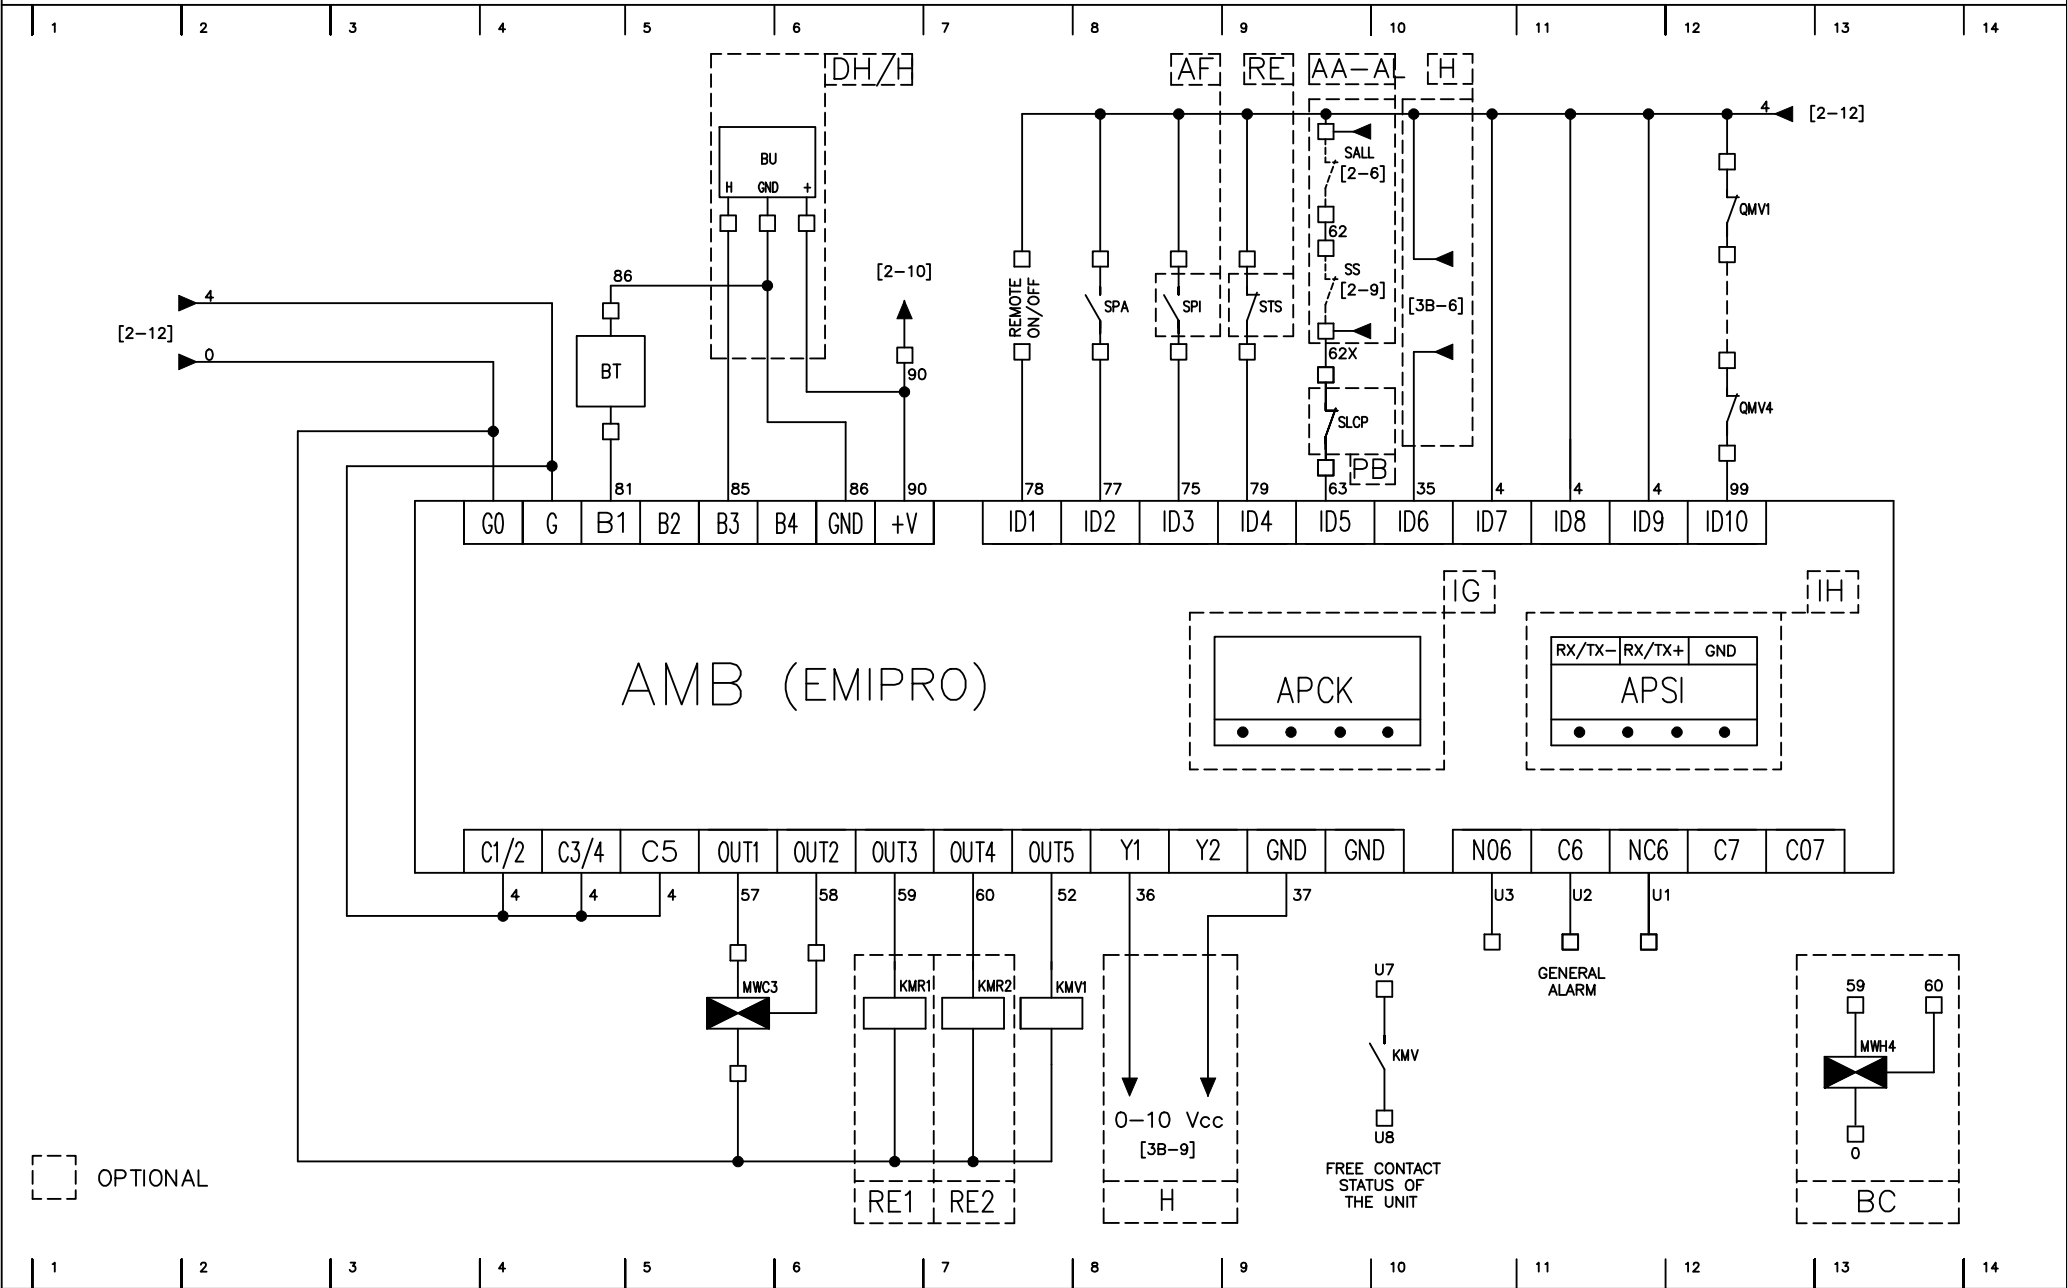 1 2 3 4 5 6 7 8 9 10 11 12 13 14
DH/H AF RE AA-AL H
4 [2-12]
BU
H GND +
SALL
[2-6]
62
SS
[2-9]
62X
SLCP
PB
QMV1
QMV4
[3B-6]
[2-10]
90
86
4
[2-12]
0
BT
REMOTE
ON/OFF
SPA
SPI
STS
81 85 86 90 78 77 75 79 63 35 4 4 4 99
G0 G B1 B2 B3 B4 GND +V ID1 ID2 ID3 ID4 ID5 ID6 ID7 ID8 ID9 ID10
IG IH
RX/TX- RX/TX+ GND
AMB (EMIPRO)
APCK APSI
C1/2 C3/4 C5 OUT1 OUT2 OUT3 OUT4 OUT5 Y1 Y2 GND GND NO6 C6 NC6 C7 CO7
4 4 4 57 58 59 60 52 36 37 U3 U2 U1
GENERAL
ALARM
MWC3 KMR1 KMR2 KMV1
U7
KMV
U8
FREE CONTACT
STATUS OF
THE UNIT
59 60
MWH4
0
BC
0-10 Vcc
[3B-9]
H
RE1 RE2
OPTIONAL
1 2 3 4 5 6 7 8 9 10 11 12 13 14